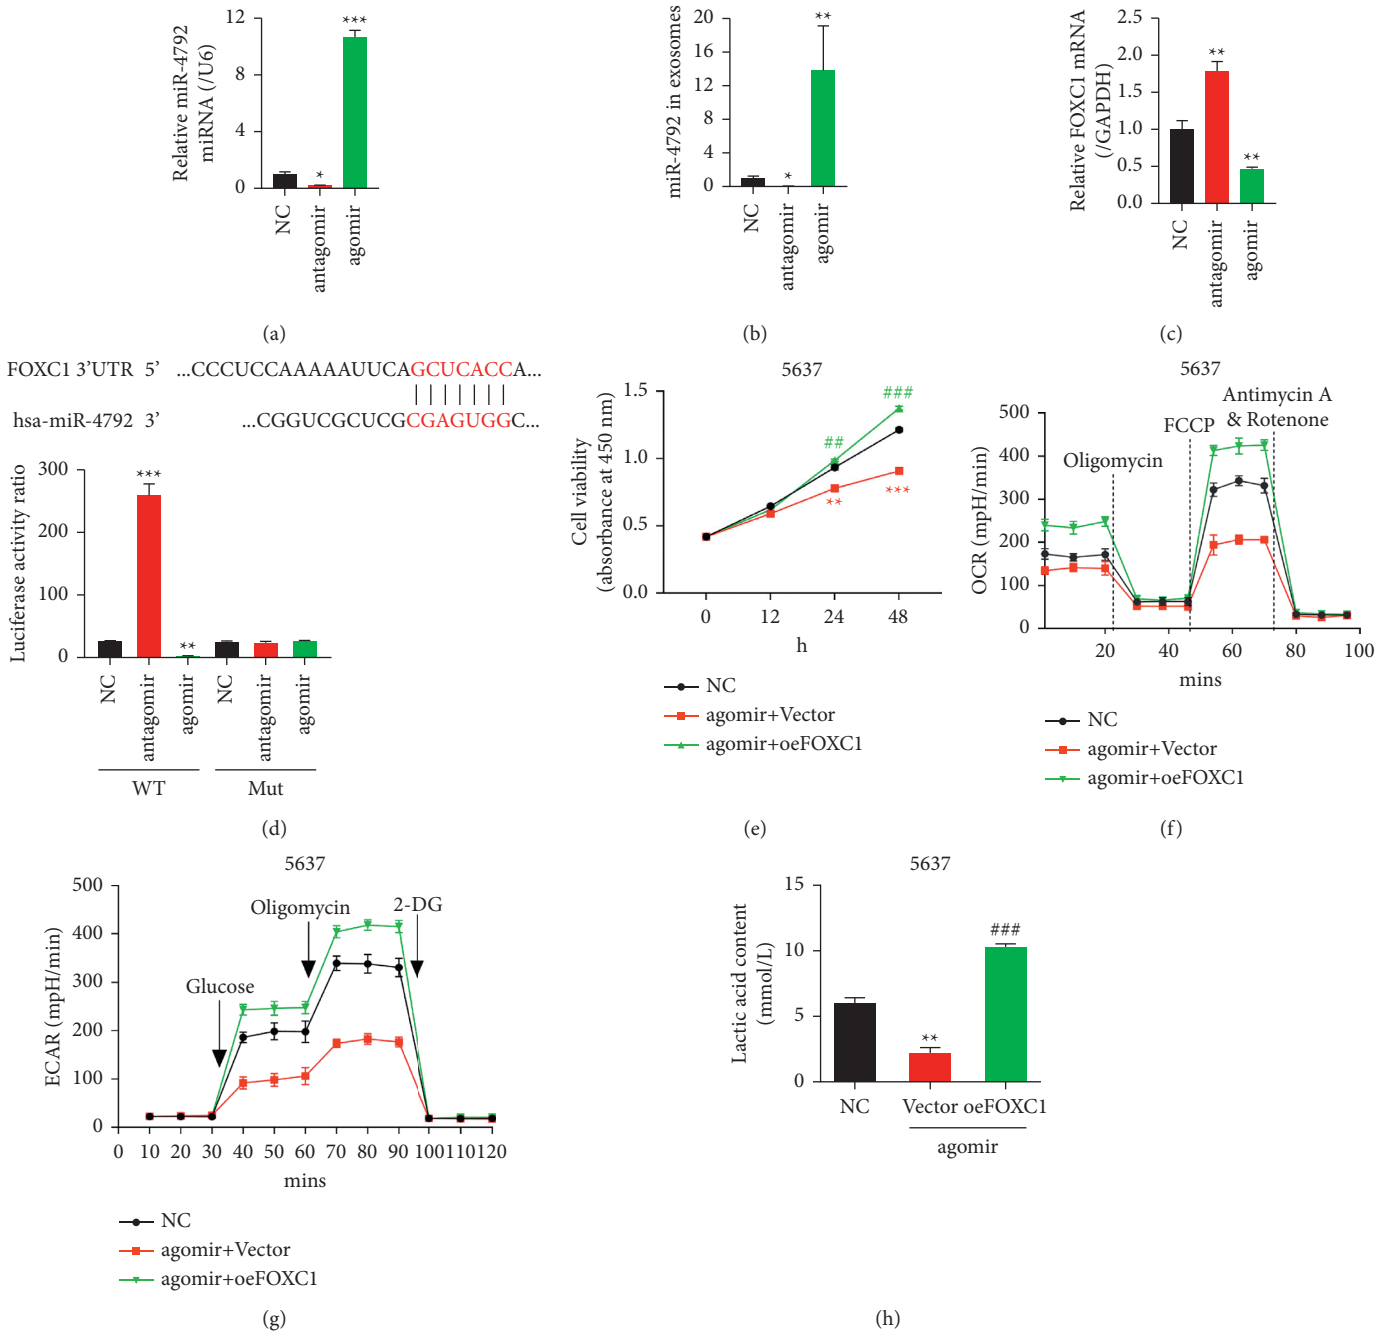 Relative miR-4792
miRNA (/U6)
12
8
4
0
***
*
NC
antagomir
agomir
(a)
miR-4792 in exosomes
20
16
12
8
4
0
**
*
NC
antagomir
agomir
(b)
Relative FOXC1 mRNA
(/GAPDH)
2.5
2.0
1.5
1.0
0.5
0.0
**
**
NC
antagomir
agomir
(c)
FOXC1 3’UTR 5’ ...CCCUCCAAAAAUUCAGCUCACCA...
hsa-miR-4792 3’ ...CGGUCGCUCGCGAGUGGC...
Luciferase activity ratio
300
200
100
0
***
**
NC
antagomir
agomir
NC
antagomir
agomir
WT
Mut
(d)
5637
Cell viability
(absorbance at 450 nm)
1.5
1.0
0.5
0.0
##
###
**
***
0 12 24 48
h
NC
agomir+Vector
agomir+oeFOXC1
(e)
5637
OCR (mpH/min)
500
400
300
200
100
0
Oligomycin
FCCP
Antimycin A
& Rotenone
20 40 60 80 100
mins
NC
agomir+Vector
agomir+oeFOXC1
(f)
5637
ECAR (mpH/min)
500
400
300
200
100
0
Glucose
Oligomycin
2-DG
0 10 20 30 40 50 60 70 80 90 100 110 120
mins
NC
agomir+Vector
agomir+oeFOXC1
(g)
5637
Lactic acid content
(mmol/L)
15
10
5
0
**
###
NC Vector oeFOXC1
agomir
(h)